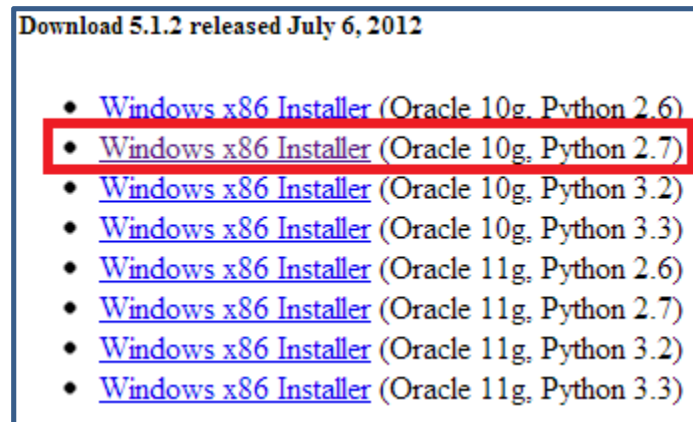 Download 5.1.2 released July 6, 2012
Windows x86 Installer (Oracle 10g, Python 2.6)
Windows x86 Installer (Oracle 10g, Python 2.7)
Windows x86 Installer (Oracle 10g, Python 3.2)
Windows x86 Installer (Oracle 10g, Python 3.3)
Windows x86 Installer (Oracle 11g, Python 2.6)
Windows x86 Installer (Oracle 11g, Python 2.7)
Windows x86 Installer (Oracle 11g, Python 3.2)
Windows x86 Installer (Oracle 11g, Python 3.3)